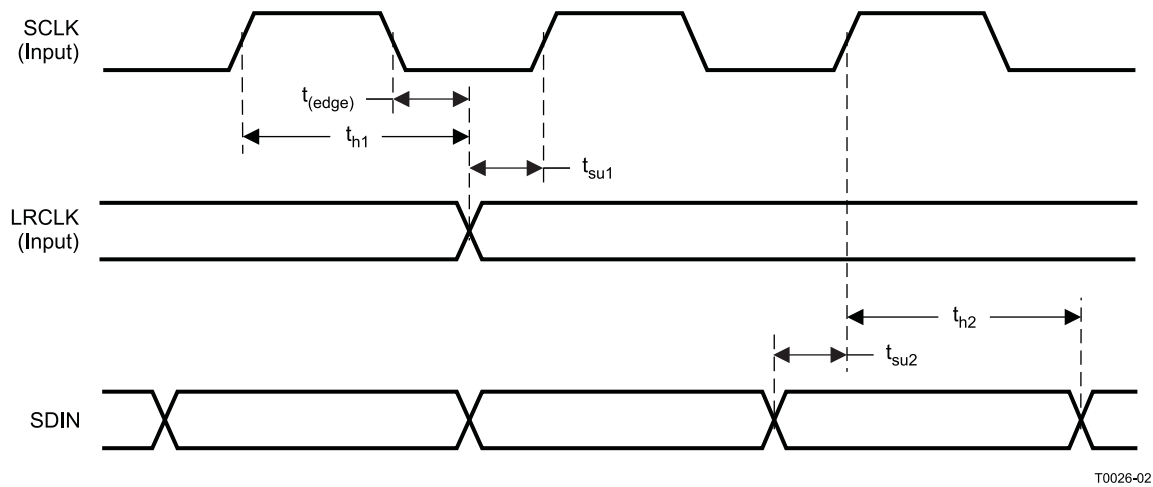 SCLK
(Input)
t(edge)
th1
tsu1
LRCLK
(Input)
th2
tsu2
SDIN
T0026-02